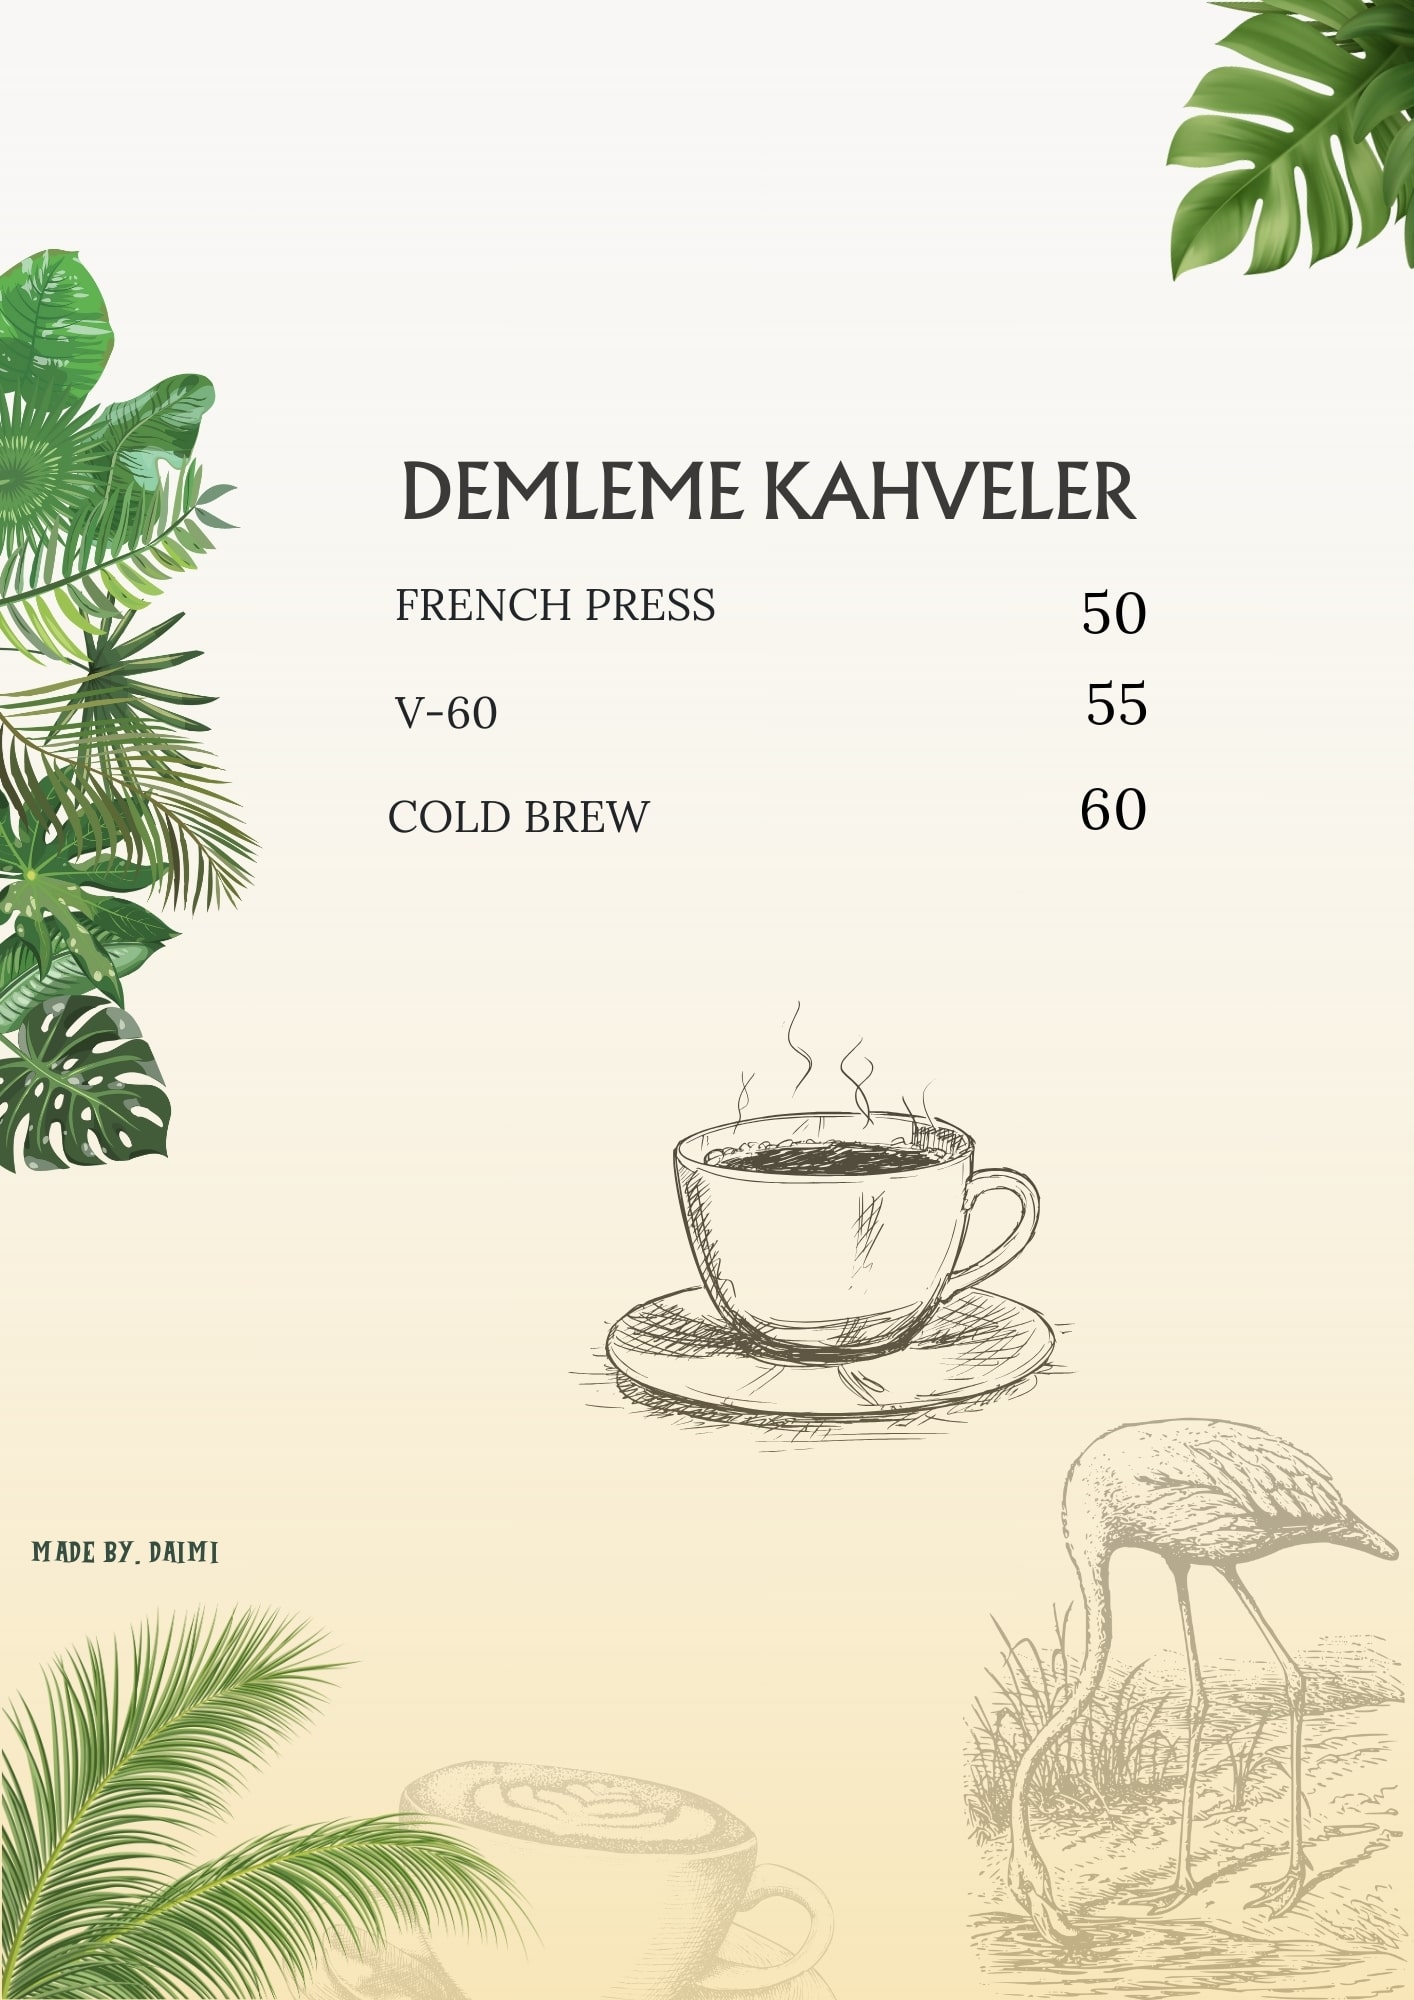 DEMLEME KAHVELER
FRENCH PRESS 50
V-60 55
COLD BREW 60
MADE BY. DAIMI